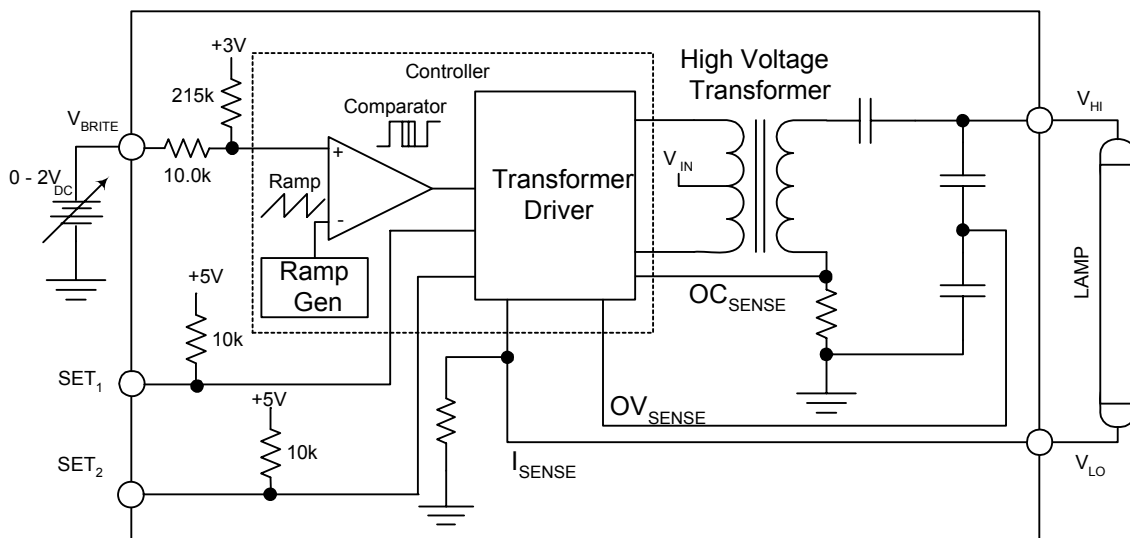 +3V
Controller
High Voltage
Transformer
215k
Comparator
V_BRITE
V_HI
+
10.0k
V_IN
0 - 2V_DC
Ramp
Transformer
Driver
-
Ramp
Gen
+5V
OC_SENSE
LAMP
10k
SET_1
+5V
OV_SENSE
10k
SET_2
I_SENSE
V_LO